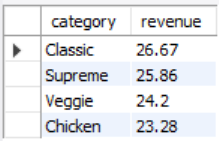 category revenue
Classic 26.67
Supreme 25.86
Veggie 24.2
Chicken 23.28